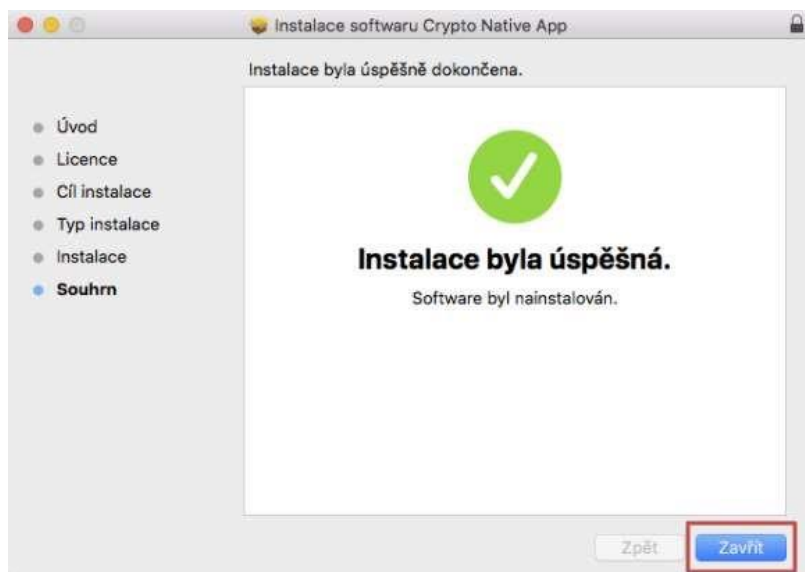 Instalace softwaru Crypto Native App
Instalace byla úspěšně dokončena.
Úvod
Licence
Cíl instalace
Typ instalace
Instalace
Souhrn
Instalace byla úspěšná.
Software byl nainstalován.
Zpět
Zavřít